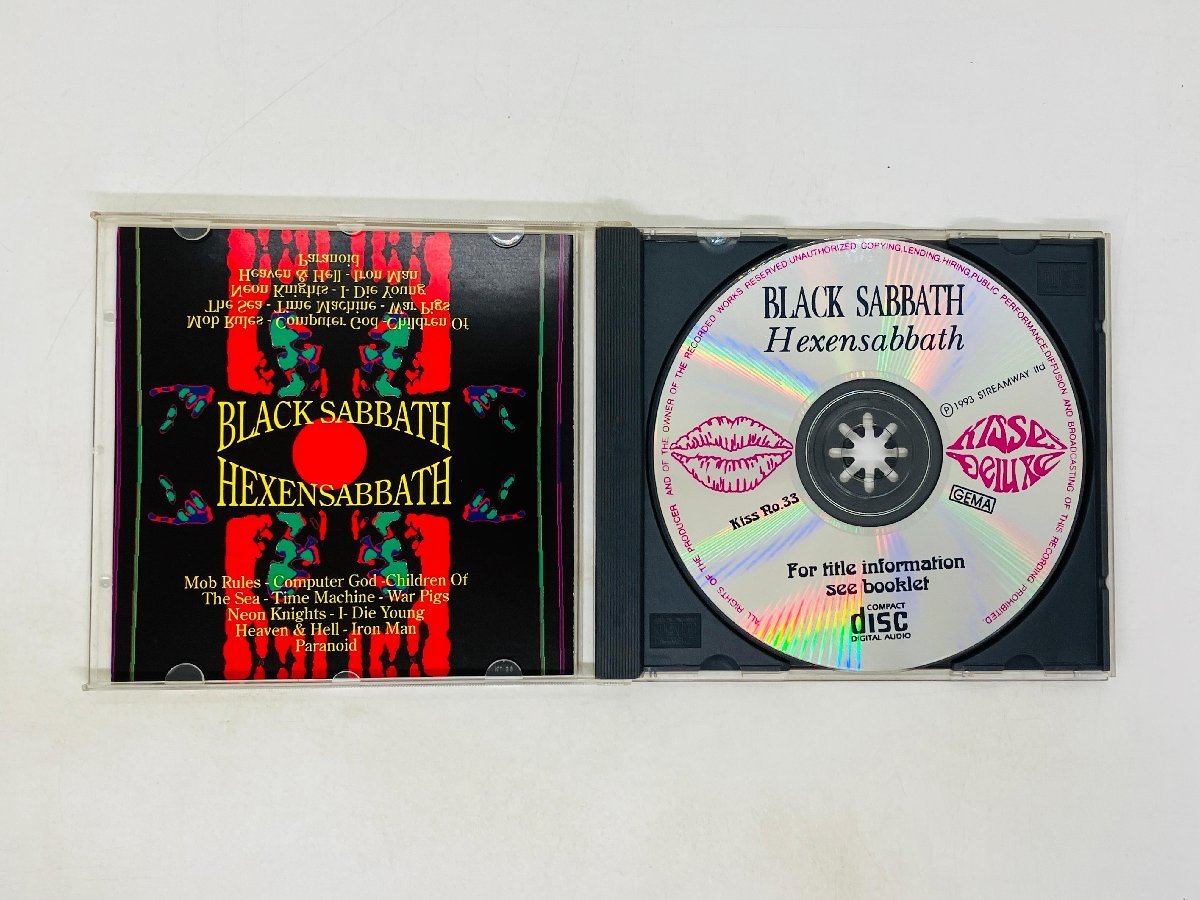 Paranoid
Heaven & Hell - Iron Man
Neon Knights - I- Die Young
The Sea - Time Machine - War Pigs
Mob Rules - Computer God -Children Of
BLACK SABBATH
HEXENSABBATH
Mob Rules - Computer God -Children Of
The Sea - Time Machine - War Pigs
Neon Knights - I- Die Young
Heaven & Hell - Iron Man
Paranoid
BLACK SABBATH
Hexensabbath
ALL RIGHTS OF THE PRODUCER AND OF THE OWNER OF THE RECORDED WORKS RESERVED. UNAUTHORIZED COPYING, LENDING, HIRING, PUBLIC PERFORMANCE, DIFFUSION AND BROADCASTING OF THIS RECORDING PROHIBITED.
Ⓟ 1993 STREAMWAY ltd
KISS
DELUXE
GEMA
Kiss No.33
For title information
see booklet
COMPACT
disc
DIGITAL AUDIO